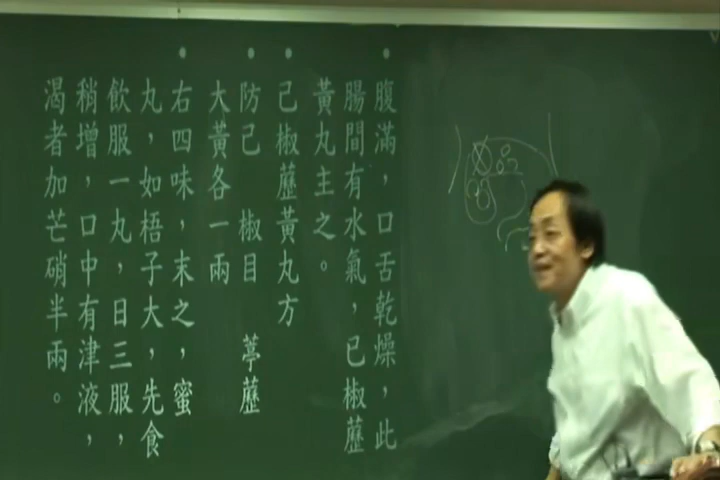 腹滿，口舌乾燥，此
腸間有水氣，已椒藶
黃丸主之。
己椒藶黃丸方
防己 椒目 葶藶
大黃各一兩
右四味，末之，蜜
丸，如梧子大，先食
飲服一丸，日三服，
稍增，口中有津液，
渴者加芒硝半兩。